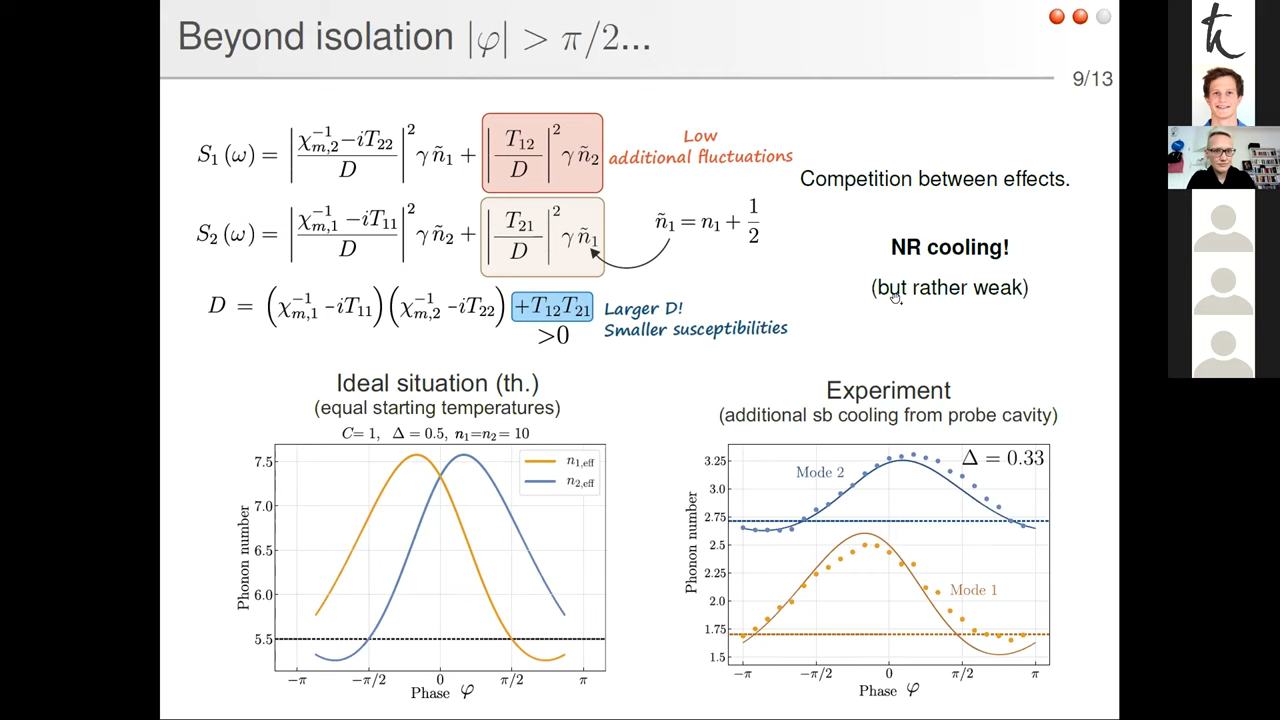 Beyond isolation |φ| > π/2...
9/13
S₁(ω) = |χ⁻¹ₘ,₂ − iT₂₂ / D|² γñ₁ + |T₁₂ / D|² γñ₂
Low
additional fluctuations
S₂(ω) = |χ⁻¹ₘ,₁ − iT₁₁ / D|² γñ₂ + |T₂₁ / D|² γñ₁
ñ₁ = n₁ + 1/2
D = (χ⁻¹ₘ,₁ − iT₁₁)(χ⁻¹ₘ,₂ − iT₂₂) +T₁₂T₂₁
>0
Larger D!
Smaller susceptibilities
Competition between effects.
NR cooling!
(but rather weak)
Ideal situation (th.)
(equal starting temperatures)
C= 1, Δ = 0.5, n₁=n₂ = 10
n₁,eff
n₂,eff
7.5
7.0
6.5
6.0
5.5
Phonon number
−π −π/2 0 π/2 π
Phase φ
Experiment
(additional sb cooling from probe cavity)
Δ = 0.33
Mode 2
Mode 1
3.25
3.0
2.75
2.5
2.25
2.0
1.75
1.5
Phonon number
−π −π/2 0 π/2 π
Phase φ